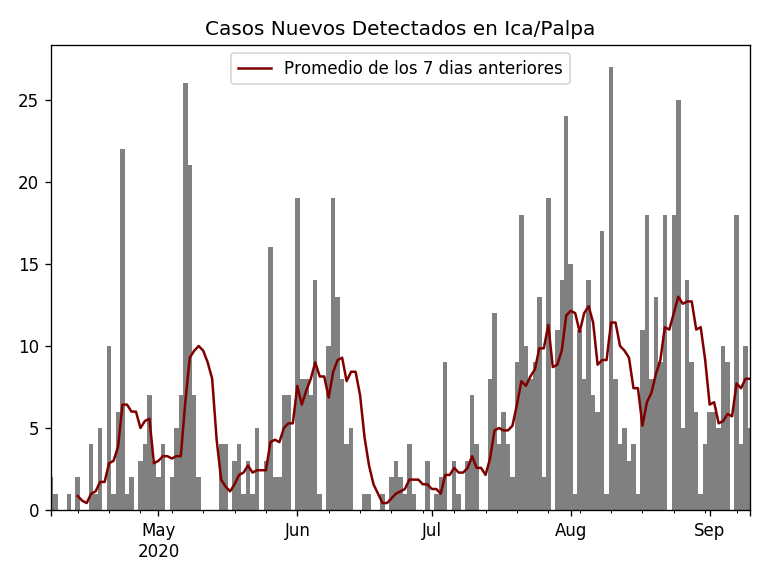 Casos Nuevos Detectados en Ica/Palpa
Promedio de los 7 dias anteriores
25
20
15
10
5
0
May Jun Jul Aug Sep
2020